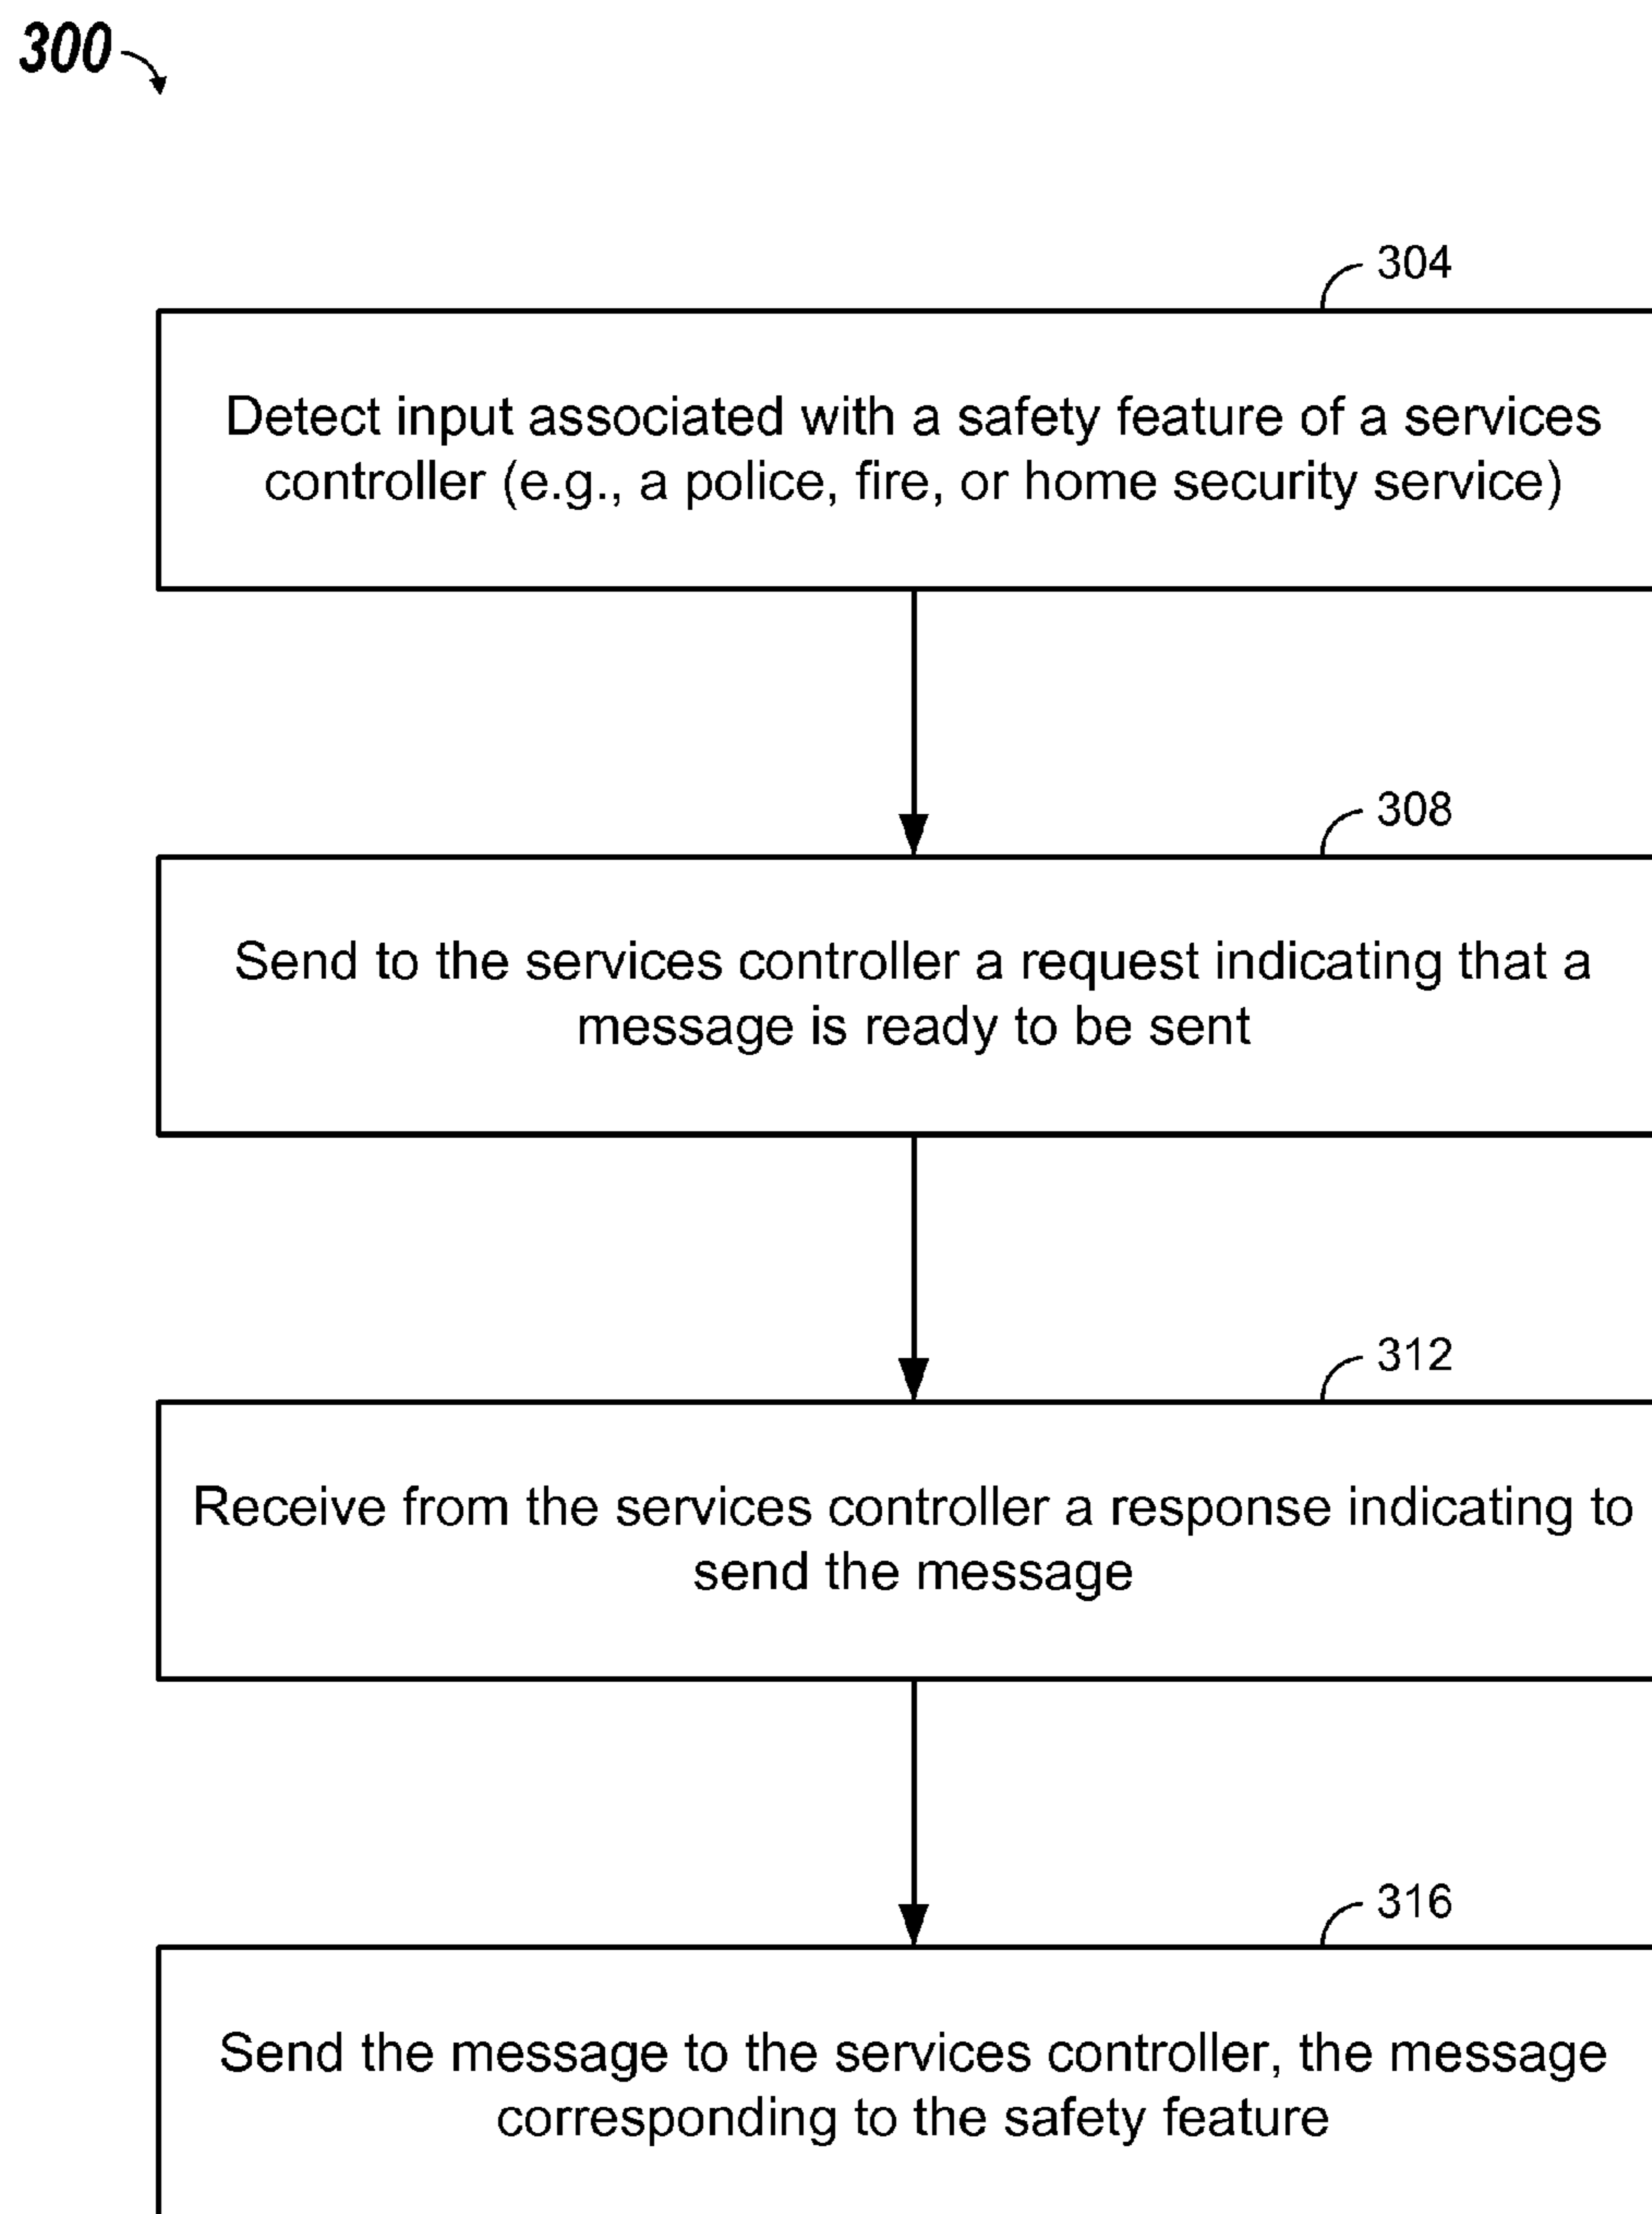 300
304
Detect input associated with a safety feature of a services
controller (e.g., a police, fire, or home security service)
308
Send to the services controller a request indicating that a
message is ready to be sent
312
Receive from the services controller a response indicating to
send the message
316
Send the message to the services controller, the message
corresponding to the safety feature